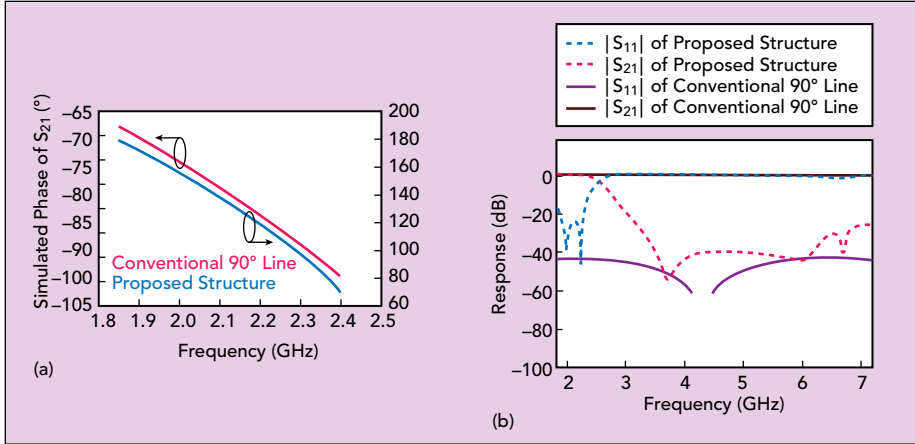 −65
−70
−75
−80
−85
−90
−95
−100
−105
Simulated Phase of S21 (°)
200
180
160
140
120
100
80
60
Conventional 90° Line
Proposed Structure
1.8 1.9 2.0 2.1 2.2 2.3 2.4 2.5
Frequency (GHz)
(a)
|S11| of Proposed Structure
|S21| of Proposed Structure
|S11| of Conventional 90° Line
|S21| of Conventional 90° Line
0
−20
−40
−60
−80
−100
Response (dB)
2 3 4 5 6 7
Frequency (GHz)
(b)